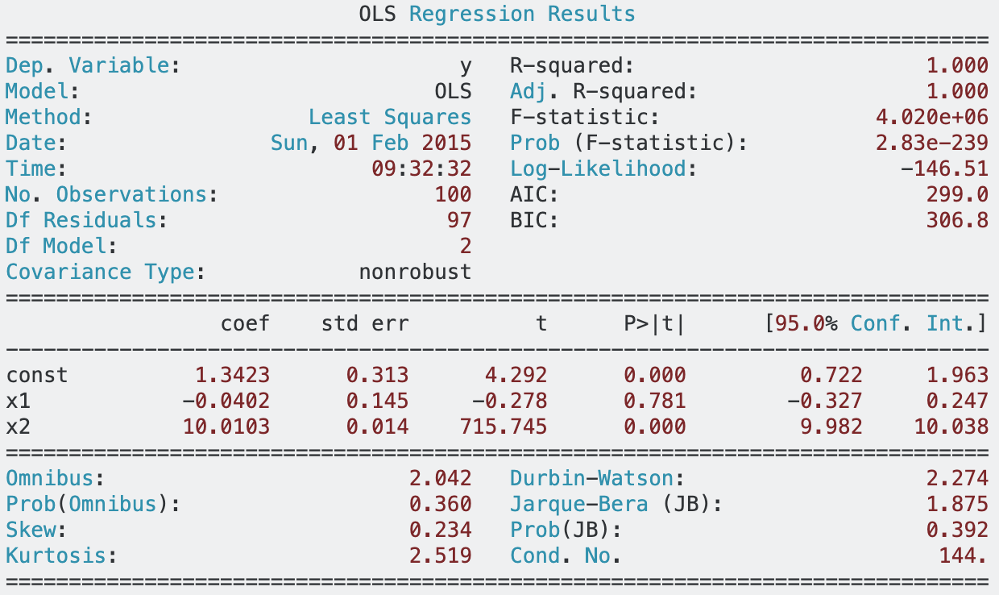 OLS Regression Results
==============================================================================
Dep. Variable:                      y   R-squared:                       1.000
Model:                            OLS   Adj. R-squared:                  1.000
Method:                 Least Squares   F-statistic:                 4.020e+06
Date:                Sun, 01 Feb 2015   Prob (F-statistic):          2.83e-239
Time:                        09:32:32   Log-Likelihood:                -146.51
No. Observations:                 100   AIC:                             299.0
Df Residuals:                      97   BIC:                             306.8
Df Model:                           2
Covariance Type:            nonrobust
==============================================================================
                 coef    std err          t      P>|t|      [95.0% Conf. Int.]
------------------------------------------------------------------------------
const          1.3423      0.313      4.292      0.000         0.722     1.963
x1            -0.0402      0.145     -0.278      0.781        -0.327     0.247
x2            10.0103      0.014    715.745      0.000         9.982    10.038
==============================================================================
Omnibus:                        2.042   Durbin-Watson:                   2.274
Prob(Omnibus):                  0.360   Jarque-Bera (JB):                1.875
Skew:                           0.234   Prob(JB):                        0.392
Kurtosis:                       2.519   Cond. No.                         144.
==============================================================================